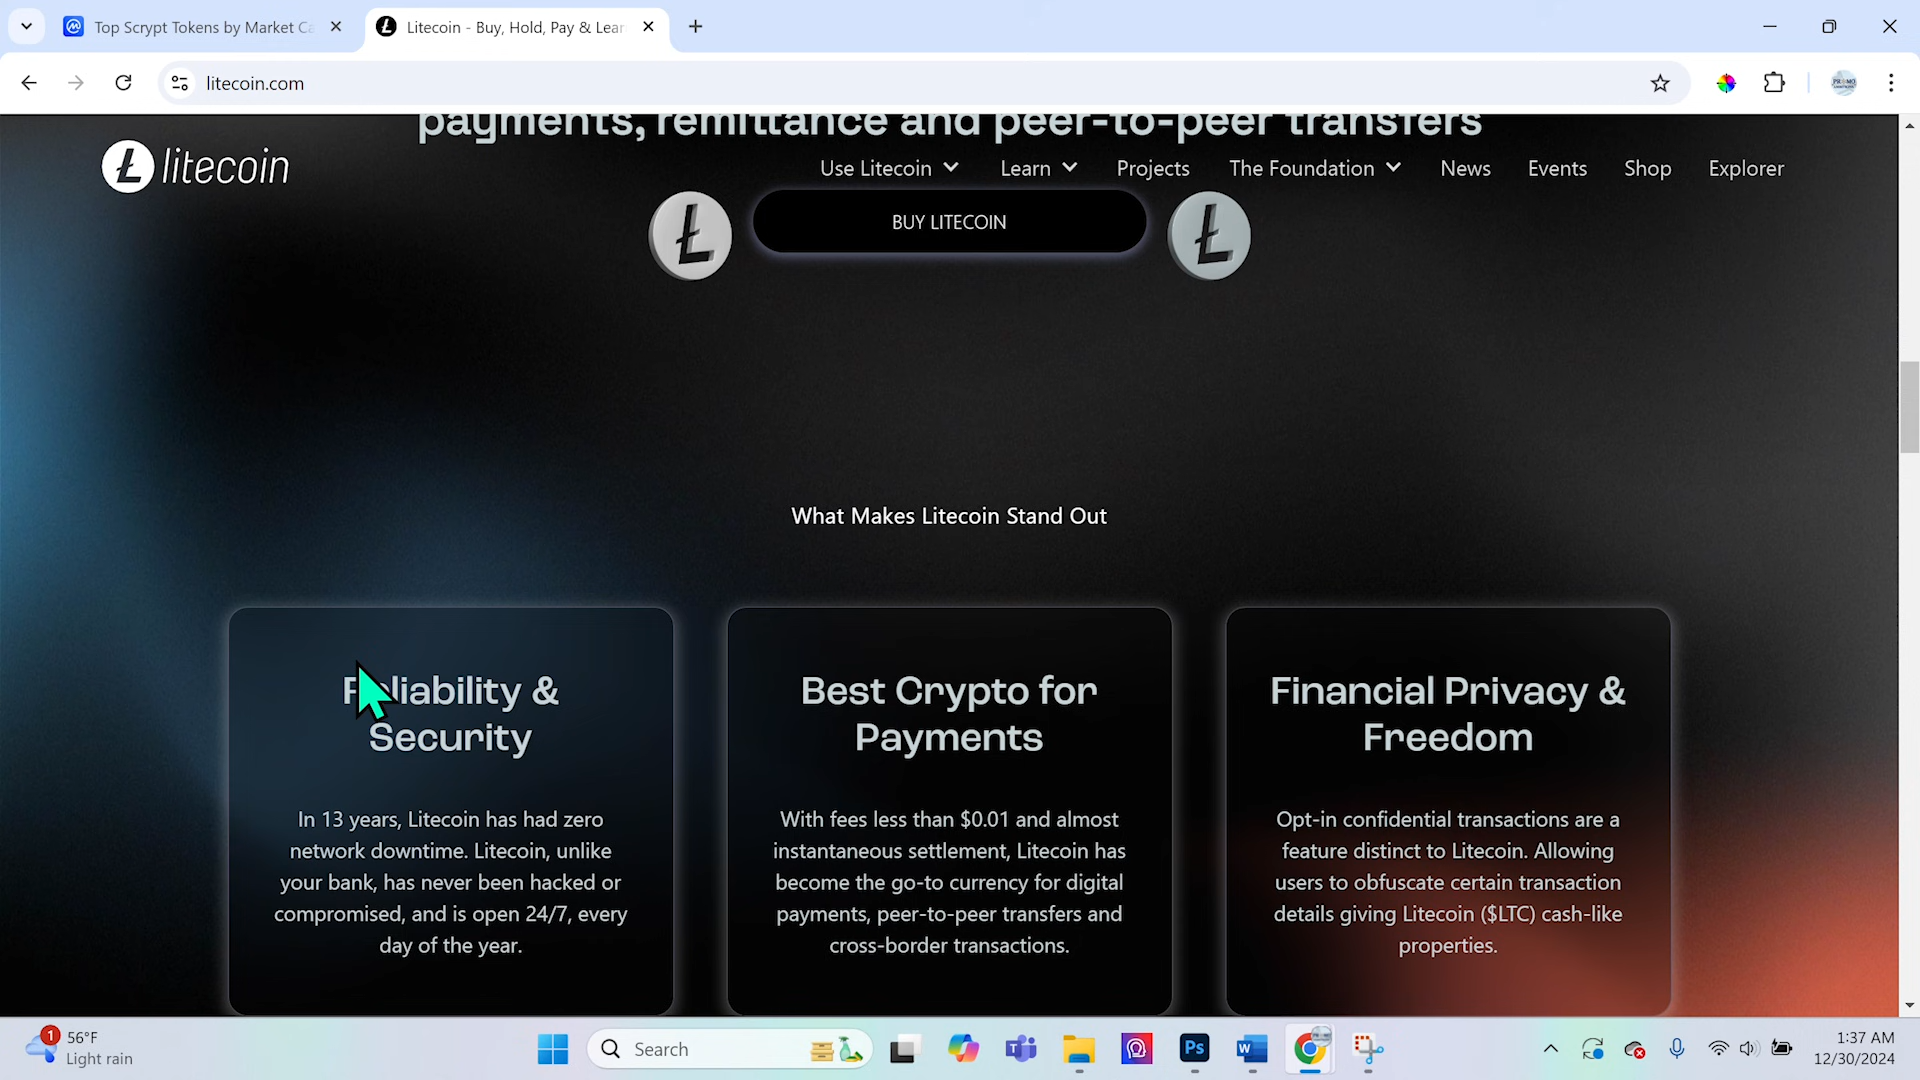 Top Scrypt Tokens by Market Ca
Litecoin - Buy, Hold, Pay & Lear
litecoin.com
payments, remittance and peer-to-peer transfers
litecoin
Use Litecoin
Learn
Projects
The Foundation
News
Events
Shop
Explorer
BUY LITECOIN
What Makes Litecoin Stand Out
Reliability &
Security
In 13 years, Litecoin has had zero
network downtime. Litecoin, unlike
your bank, has never been hacked or
compromised, and is open 24/7, every
day of the year.
Best Crypto for
Payments
With fees less than $0.01 and almost
instantaneous settlement, Litecoin has
become the go-to currency for digital
payments, peer-to-peer transfers and
cross-border transactions.
Financial Privacy &
Freedom
Opt-in confidential transactions are a
feature distinct to Litecoin. Allowing
users to obfuscate certain transaction
details giving Litecoin ($LTC) cash-like
properties.
1
56°F
Light rain
Search
Ps
W
1:37 AM
12/30/2024